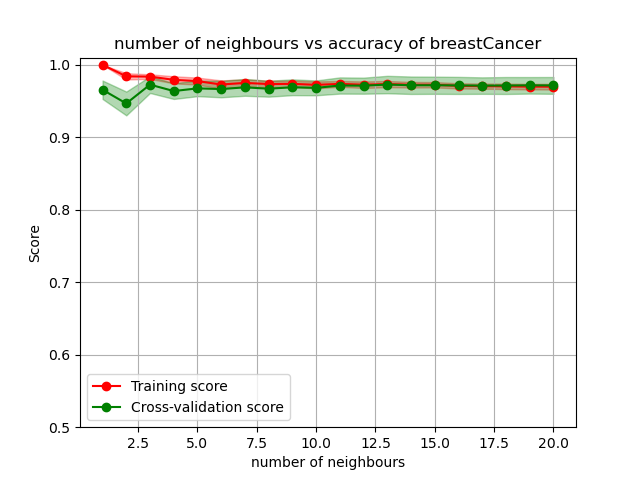 number of neighbours vs accuracy of breastCancer
1.0
0.9
0.8
0.7
0.6
0.5
Score
Training score
Cross-validation score
2.5 5.0 7.5 10.0 12.5 15.0 17.5 20.0
number of neighbours